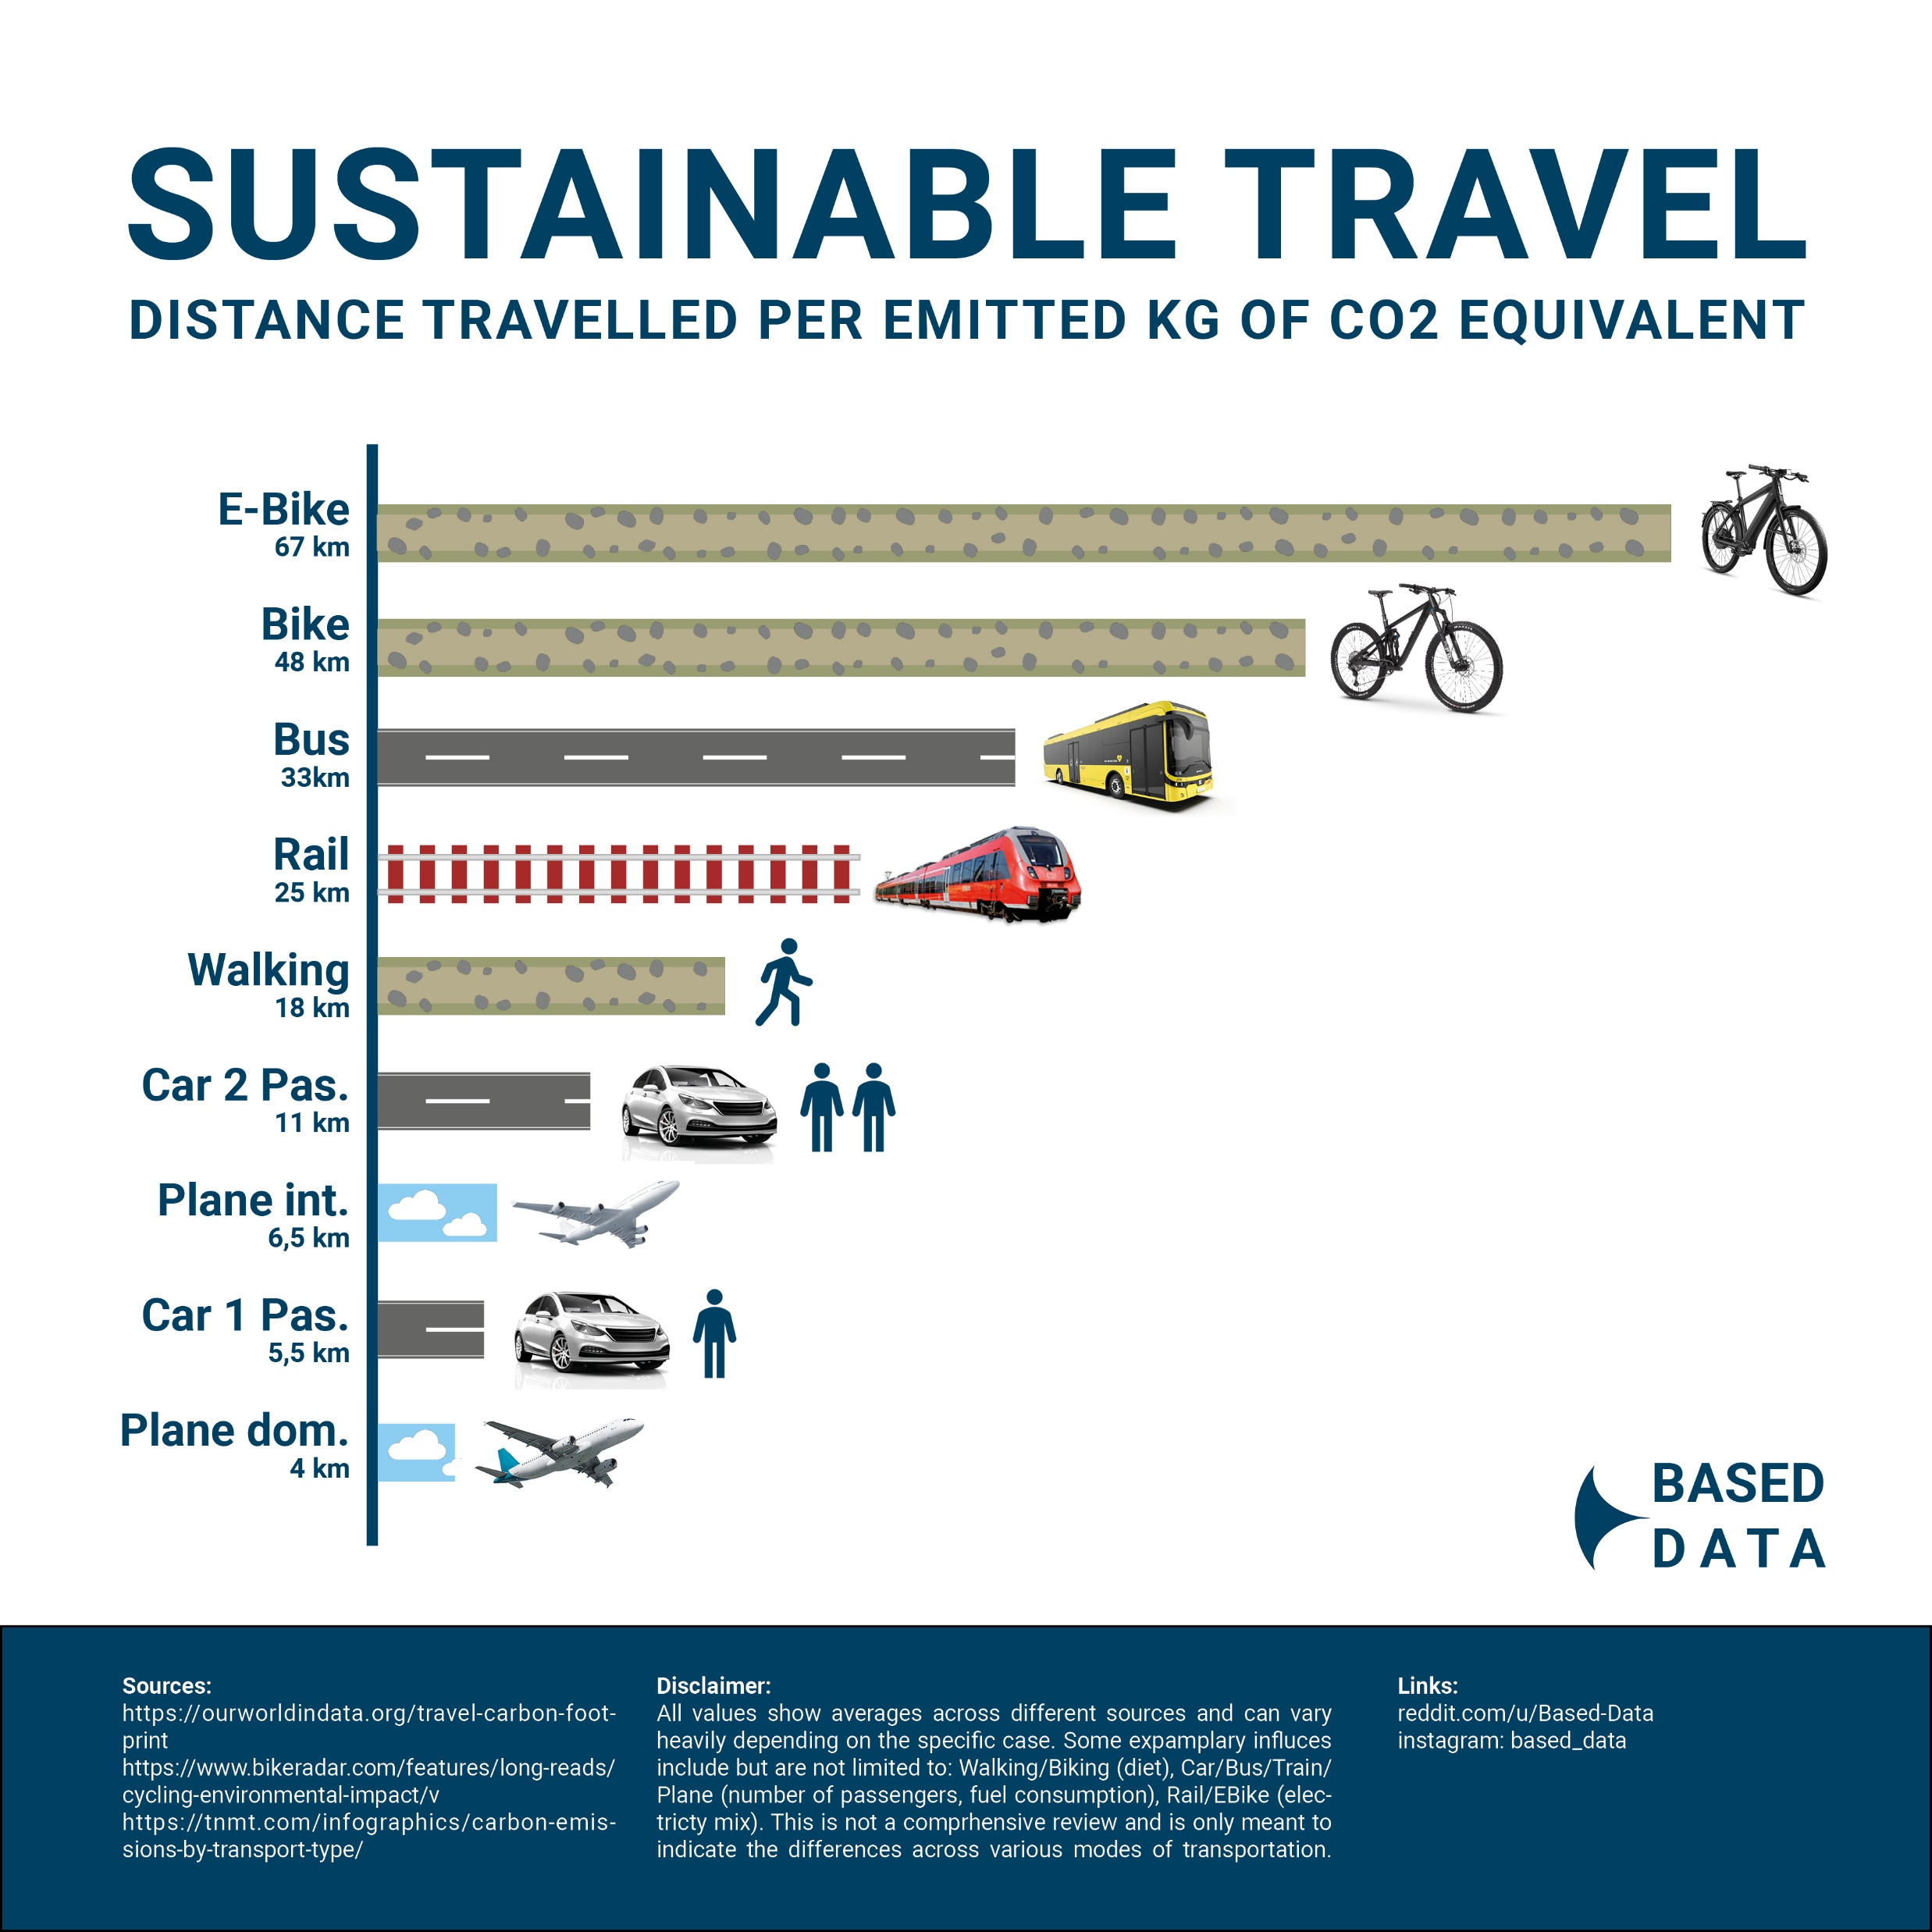 SUSTAINABLE TRAVEL
DISTANCE TRAVELLED PER EMITTED KG OF CO2 EQUIVALENT
E-Bike
67 km
Bike
48 km
Bus
33km
Rail
25 km
Walking
18 km
Car 2 Pas.
11 km
Plane int.
6,5 km
Car 1 Pas.
5,5 km
Plane dom.
4 km
BASED
DATA
Sources:
https://ourworldindata.org/travel-carbon-foot-
print
https://www.bikeradar.com/features/long-reads/
cycling-environmental-impact/v
https://tnmt.com/infographics/carbon-emis-
sions-by-transport-type/
Disclaimer:
All values show averages across different sources and can vary
heavily depending on the specific case. Some expamplary influces
include but are not limited to: Walking/Biking (diet), Car/Bus/Train/
Plane (number of passengers, fuel consumption), Rail/EBike (elec-
tricty mix). This is not a comprhensive review and is only meant to
indicate the differences across various modes of transportation.
Links:
reddit.com/u/Based-Data
instagram: based_data